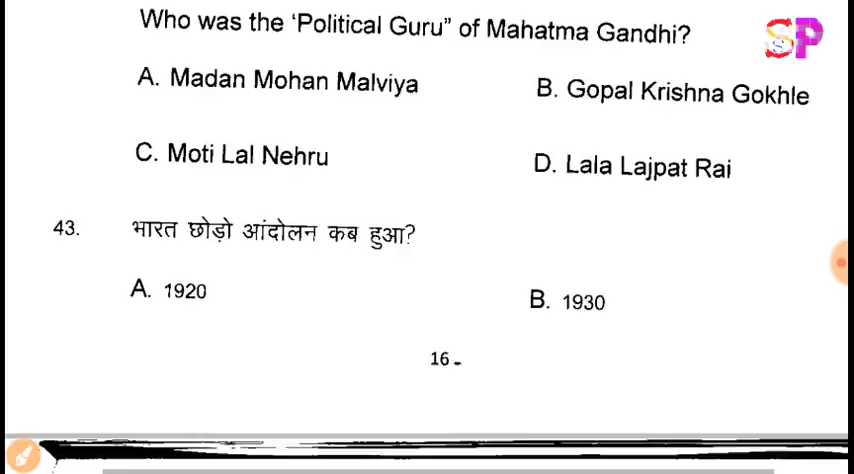 Who was the 'Political Guru" of Mahatma Gandhi?
SP
A. Madan Mohan Malviya
B. Gopal Krishna Gokhle
C. Moti Lal Nehru
D. Lala Lajpat Rai
43. भारत छोड़ो आंदोलन कब हुआ?
A. 1920
B. 1930
16-